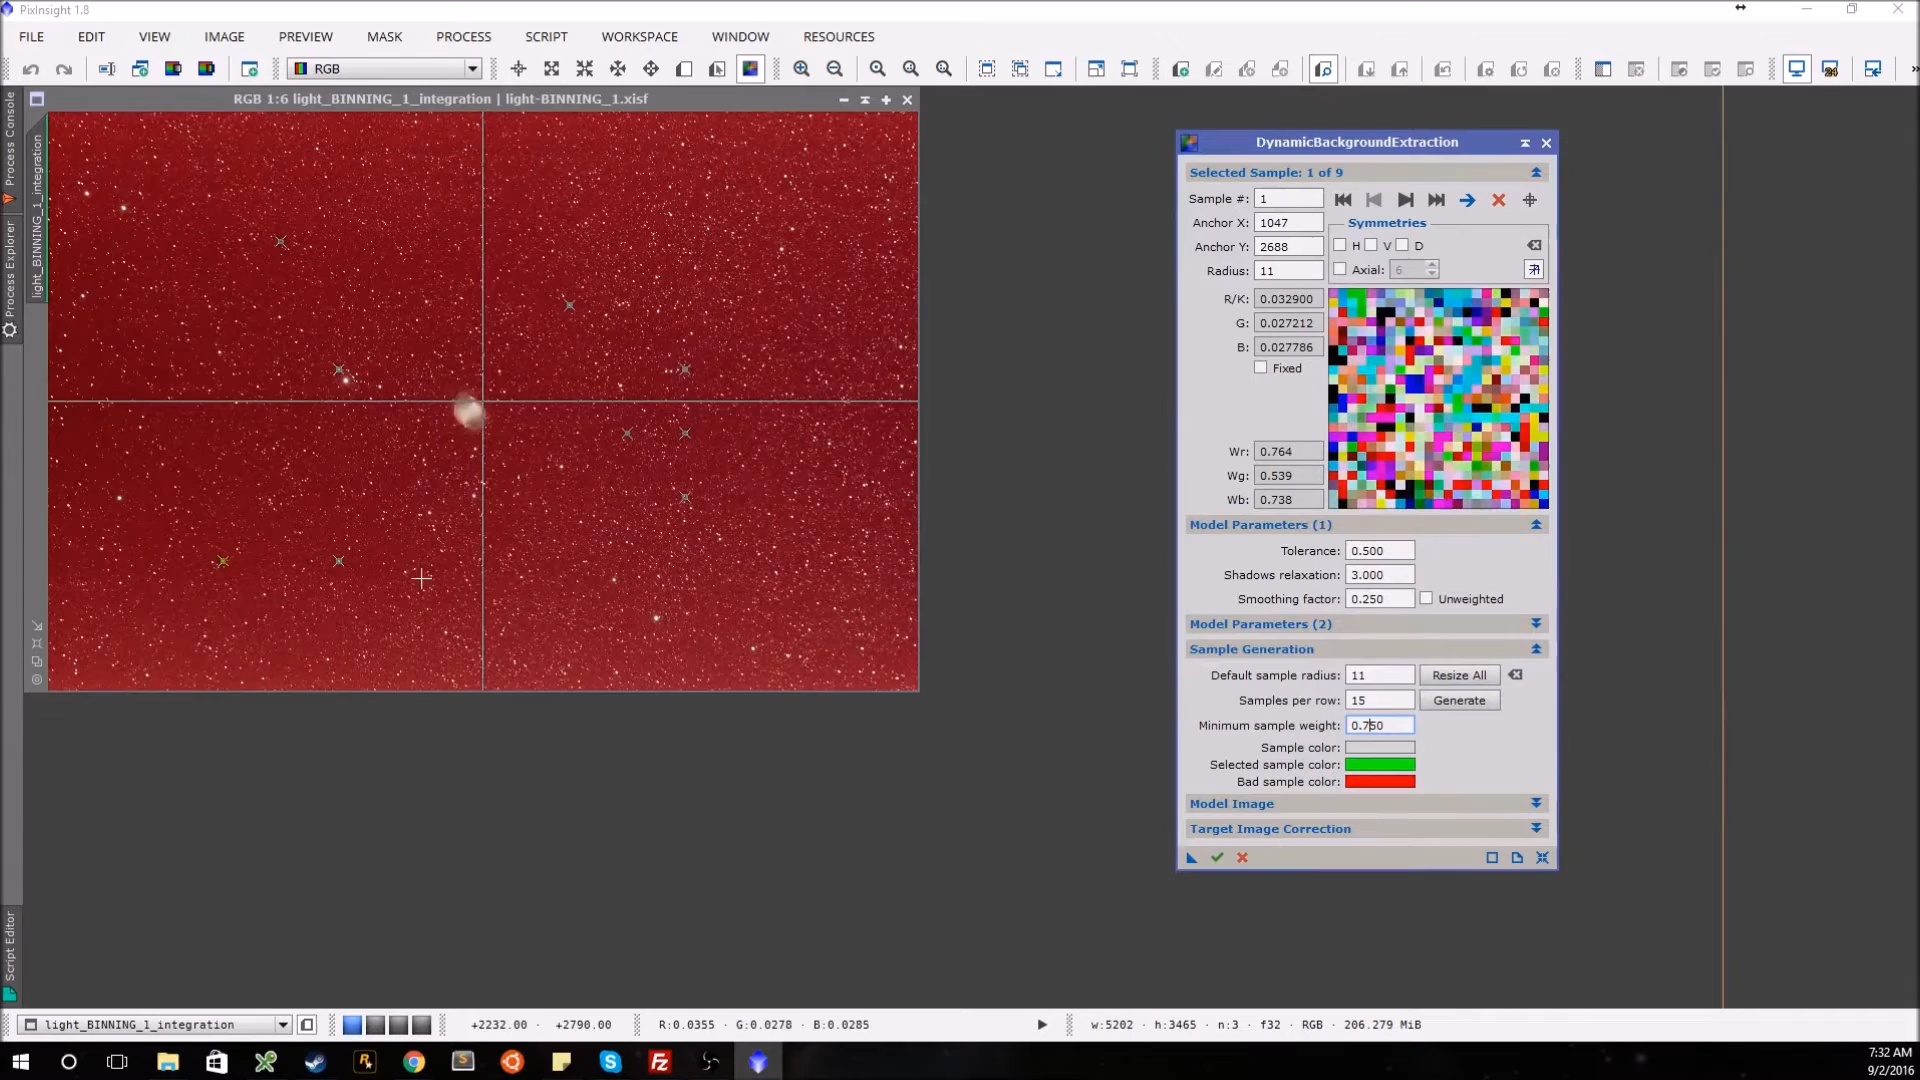 PixInsight 1.8
FILE EDIT VIEW IMAGE PREVIEW MASK PROCESS SCRIPT WORKSPACE WINDOW RESOURCES
RGB
24
RGB 1:6 light_BINNING_1_integration | light-BINNING_1.xisf
Process Console
Process Explorer
light_BINNING_1_integration
Script Editor
DynamicBackgroundExtraction
Selected Sample: 1 of 9
Sample #: 1
Anchor X: 1047
Symmetries
Anchor Y: 2688
H V D
Radius: 11
Axial: 6
R/K: 0.032900
G: 0.027212
B: 0.027786
Fixed
Wr: 0.764
Wg: 0.539
Wb: 0.738
Model Parameters (1)
Tolerance: 0.500
Shadows relaxation: 3.000
Smoothing factor: 0.250 Unweighted
Model Parameters (2)
Sample Generation
Default sample radius: 11 Resize All
Samples per row: 15 Generate
Minimum sample weight: 0.750
Sample color:
Selected sample color:
Bad sample color:
Model Image
Target Image Correction
light_BINNING_1_integration
+2232.00 · +2790.00
R:0.0355 · G:0.0278 · B:0.0285
w:5202 · h:3465 · n:3 · f32 · RGB · 206.279 MiB
7:32 AM
9/2/2016